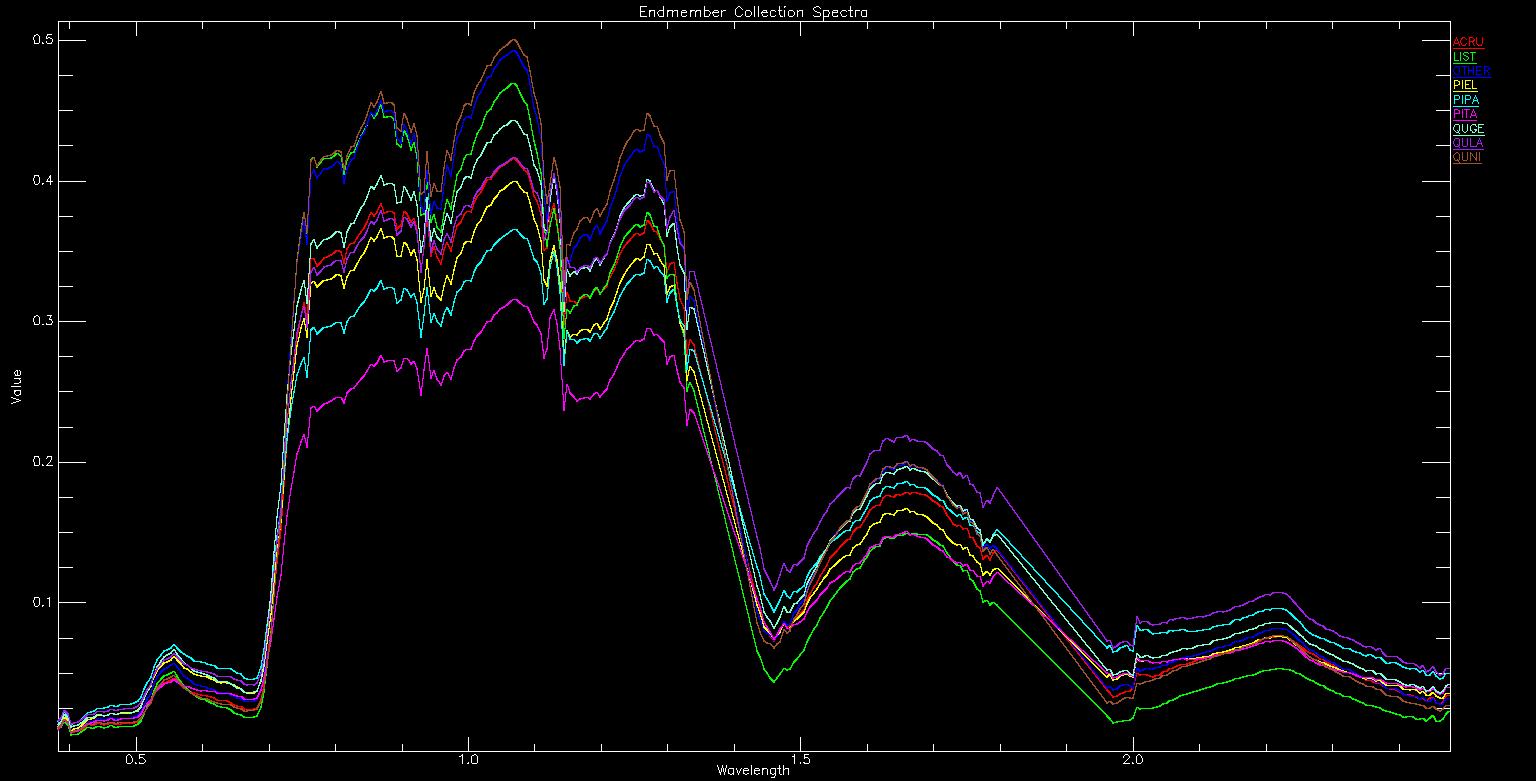 Endmember Collection Spectra
0.5
0.4
0.3
0.2
0.1
Value
0.5
1.0
1.5
2.0
Wavelength
ACRU
LIST
OTHER
PIEL
PIPA
PITA
QUGE
QULA
QUNI